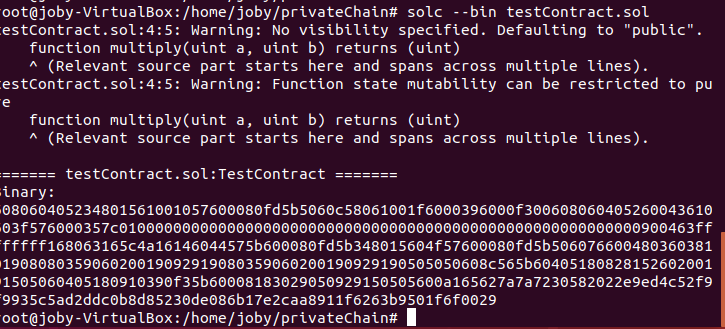 root@joby-VirtualBox:/home/joby/privateChain# solc --bin testContract.sol
testContract.sol:4:5: Warning: No visibility specified. Defaulting to "public".
function multiply(uint a, uint b) returns (uint)
^ (Relevant source part starts here and spans across multiple lines).
testContract.sol:4:5: Warning: Function state mutability can be restricted to pu
re
function multiply(uint a, uint b) returns (uint)
^ (Relevant source part starts here and spans across multiple lines).
======= testContract.sol:TestContract =======
Binary:
608060405234801561001057600080fd5b5060c58061001f6000396000f300608060405260043610
603f576000357c0100000000000000000000000000000000000000000000000000000000900463ff
ffffff168063165c4a16146044575b600080fd5b348015604f57600080fd5b506076600480360381
0190808035906020019092919080359060200190929190505050608c565b60405180828152602001
91505060405180910390f35b60008183029050929150505600a165627a7a7230582022e9ed4c52f9
f9935c5ad2ddc0b8d85230de086b17e2caa8911f6263b9501f6f0029
root@joby-VirtualBox:/home/joby/privateChain#